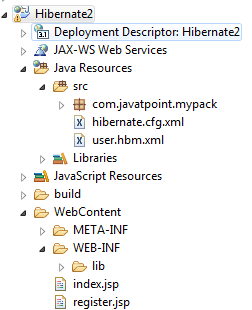 Hibernate2
Deployment Descriptor: Hibernate2
JAX-WS Web Services
Java Resources
src
com.javatpoint.mypack
hibernate.cfg.xml
user.hbm.xml
Libraries
JavaScript Resources
build
WebContent
META-INF
WEB-INF
lib
index.jsp
register.jsp